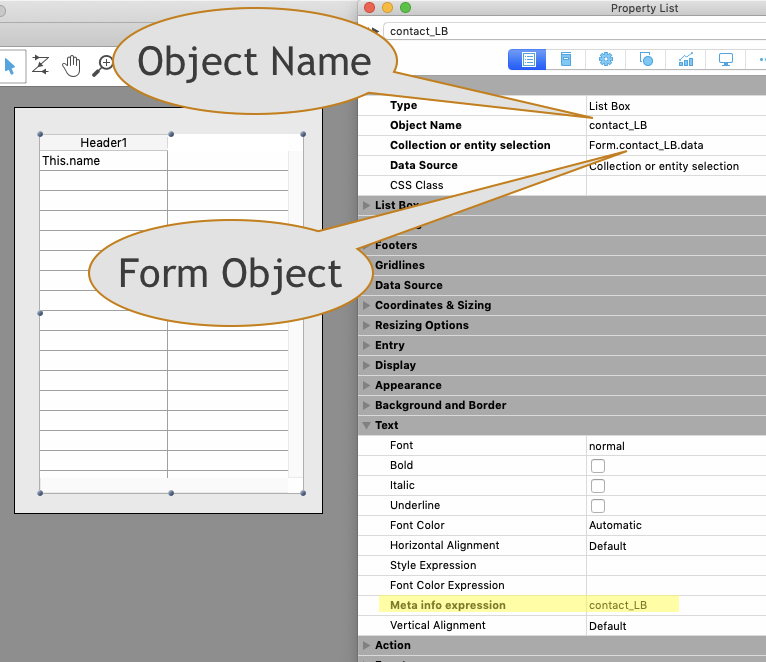 Property List
contact_LB
Object Name
Type List Box
Object Name contact_LB
Collection or entity selection Form.contact_LB.data
Data Source Collection or entity selection
CSS Class
Header1
This.name
List Box
Footers
Form Object
Gridlines
Data Source
Coordinates & Sizing
Resizing Options
Entry
Display
Appearance
Background and Border
Text
Font normal
Bold
Italic
Underline
Font Color Automatic
Horizontal Alignment Default
Style Expression
Font Color Expression
Meta info expression contact_LB
Vertical Alignment Default
Action